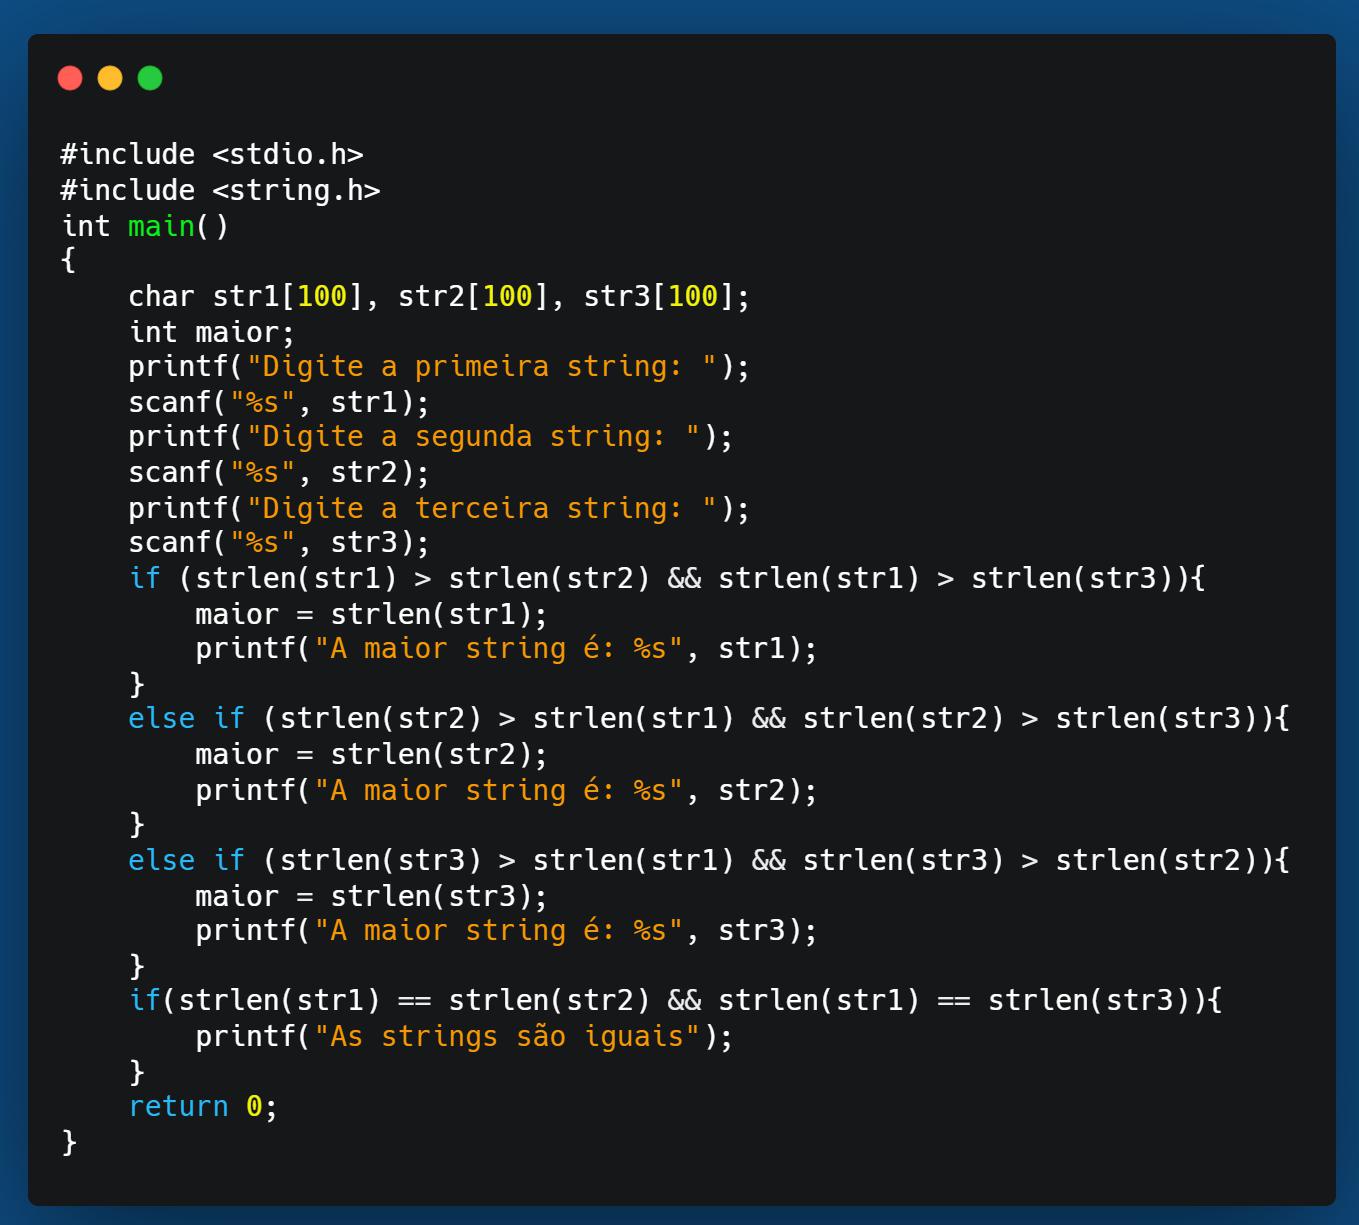 #include <stdio.h>
#include <string.h>
int main()
{
    char str1[100], str2[100], str3[100];
    int maior;
    printf("Digite a primeira string: ");
    scanf("%s", str1);
    printf("Digite a segunda string: ");
    scanf("%s", str2);
    printf("Digite a terceira string: ");
    scanf("%s", str3);
    if (strlen(str1) > strlen(str2) && strlen(str1) > strlen(str3)){
        maior = strlen(str1);
        printf("A maior string é: %s", str1);
    }
    else if (strlen(str2) > strlen(str1) && strlen(str2) > strlen(str3)){
        maior = strlen(str2);
        printf("A maior string é: %s", str2);
    }
    else if (strlen(str3) > strlen(str1) && strlen(str3) > strlen(str2)){
        maior = strlen(str3);
        printf("A maior string é: %s", str3);
    }
    if(strlen(str1) == strlen(str2) && strlen(str1) == strlen(str3)){
        printf("As strings são iguais");
    }
    return 0;
}